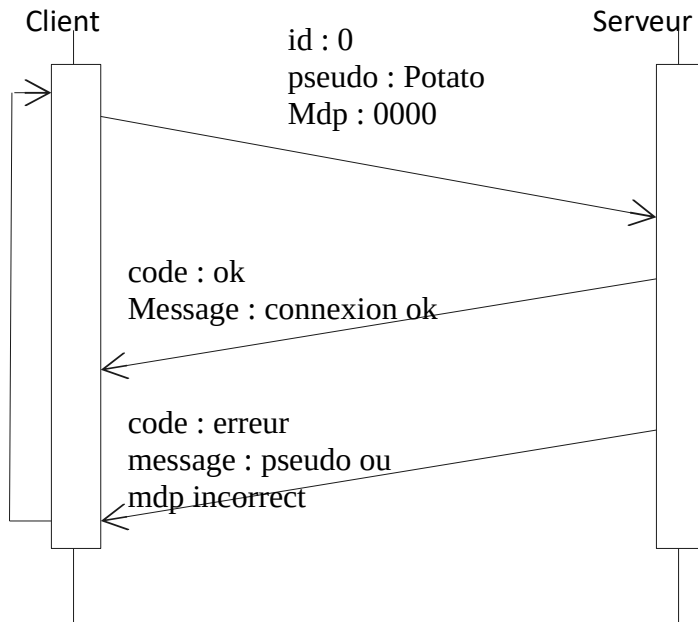 Client
Serveur
id : 0
pseudo : Potato
Mdp : 0000
code : ok
Message : connexion ok
code : erreur
message : pseudo ou
mdp incorrect